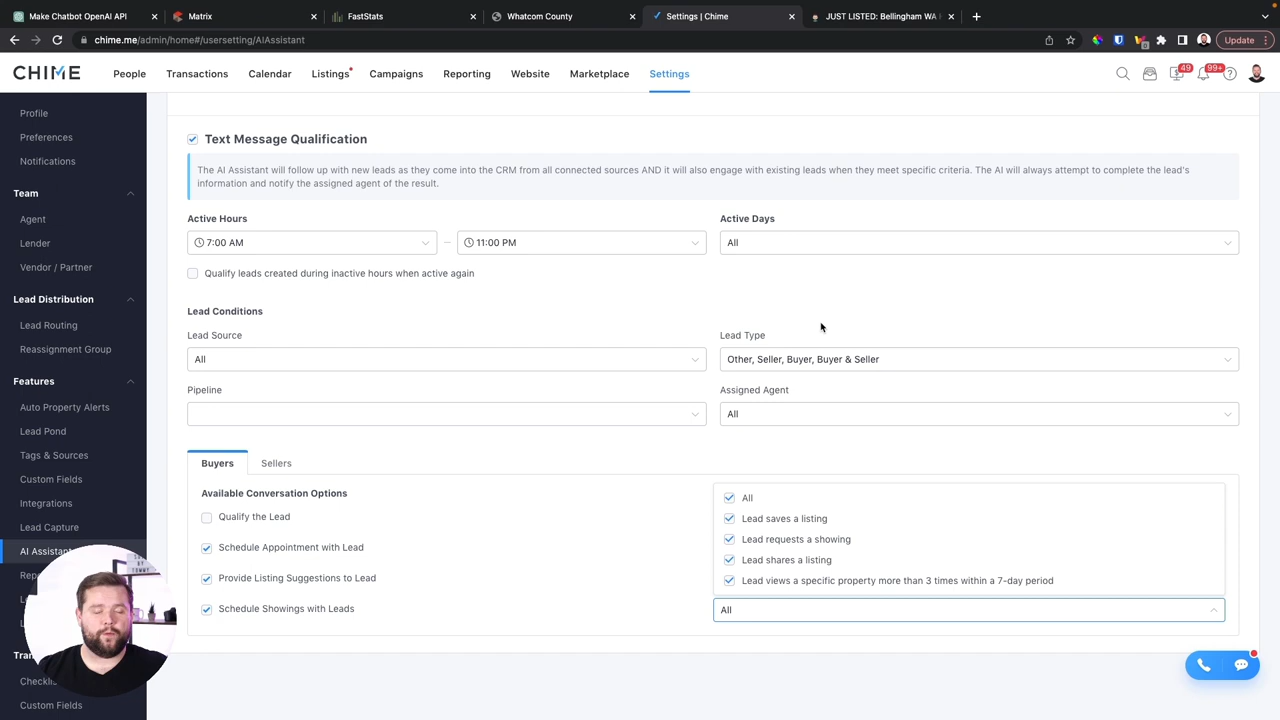 Make Chatbot OpenAI API
Matrix
FastStats
Whatcom County
Settings | Chime
JUST LISTED: Bellingham WA H
chime.me/admin/home#/usersetting/AIAssistant
Update
CHIME
People
Transactions
Calendar
Listings
Campaigns
Reporting
Website
Marketplace
Settings
49
99+
Profile
Preferences
Notifications
Team
Agent
Lender
Vendor / Partner
Lead Distribution
Lead Routing
Reassignment Group
Features
Auto Property Alerts
Lead Pond
Tags & Sources
Custom Fields
Integrations
Lead Capture
AI Assistant
Custom Fields
Text Message Qualification
The AI Assistant will follow up with new leads as they come into the CRM from all connected sources AND it will also engage with existing leads when they meet specific criteria. The AI will always attempt to complete the lead's
information and notify the assigned agent of the result.
Active Hours
7:00 AM – 11:00 PM
Active Days
All
Qualify leads created during inactive hours when active again
Lead Conditions
Lead Source
All
Lead Type
Other, Seller, Buyer, Buyer & Seller
Pipeline
Assigned Agent
All
Buyers
Sellers
Available Conversation Options
Qualify the Lead
Schedule Appointment with Lead
Provide Listing Suggestions to Lead
Schedule Showings with Leads
All
Lead saves a listing
Lead requests a showing
Lead shares a listing
Lead views a specific property more than 3 times within a 7-day period
All